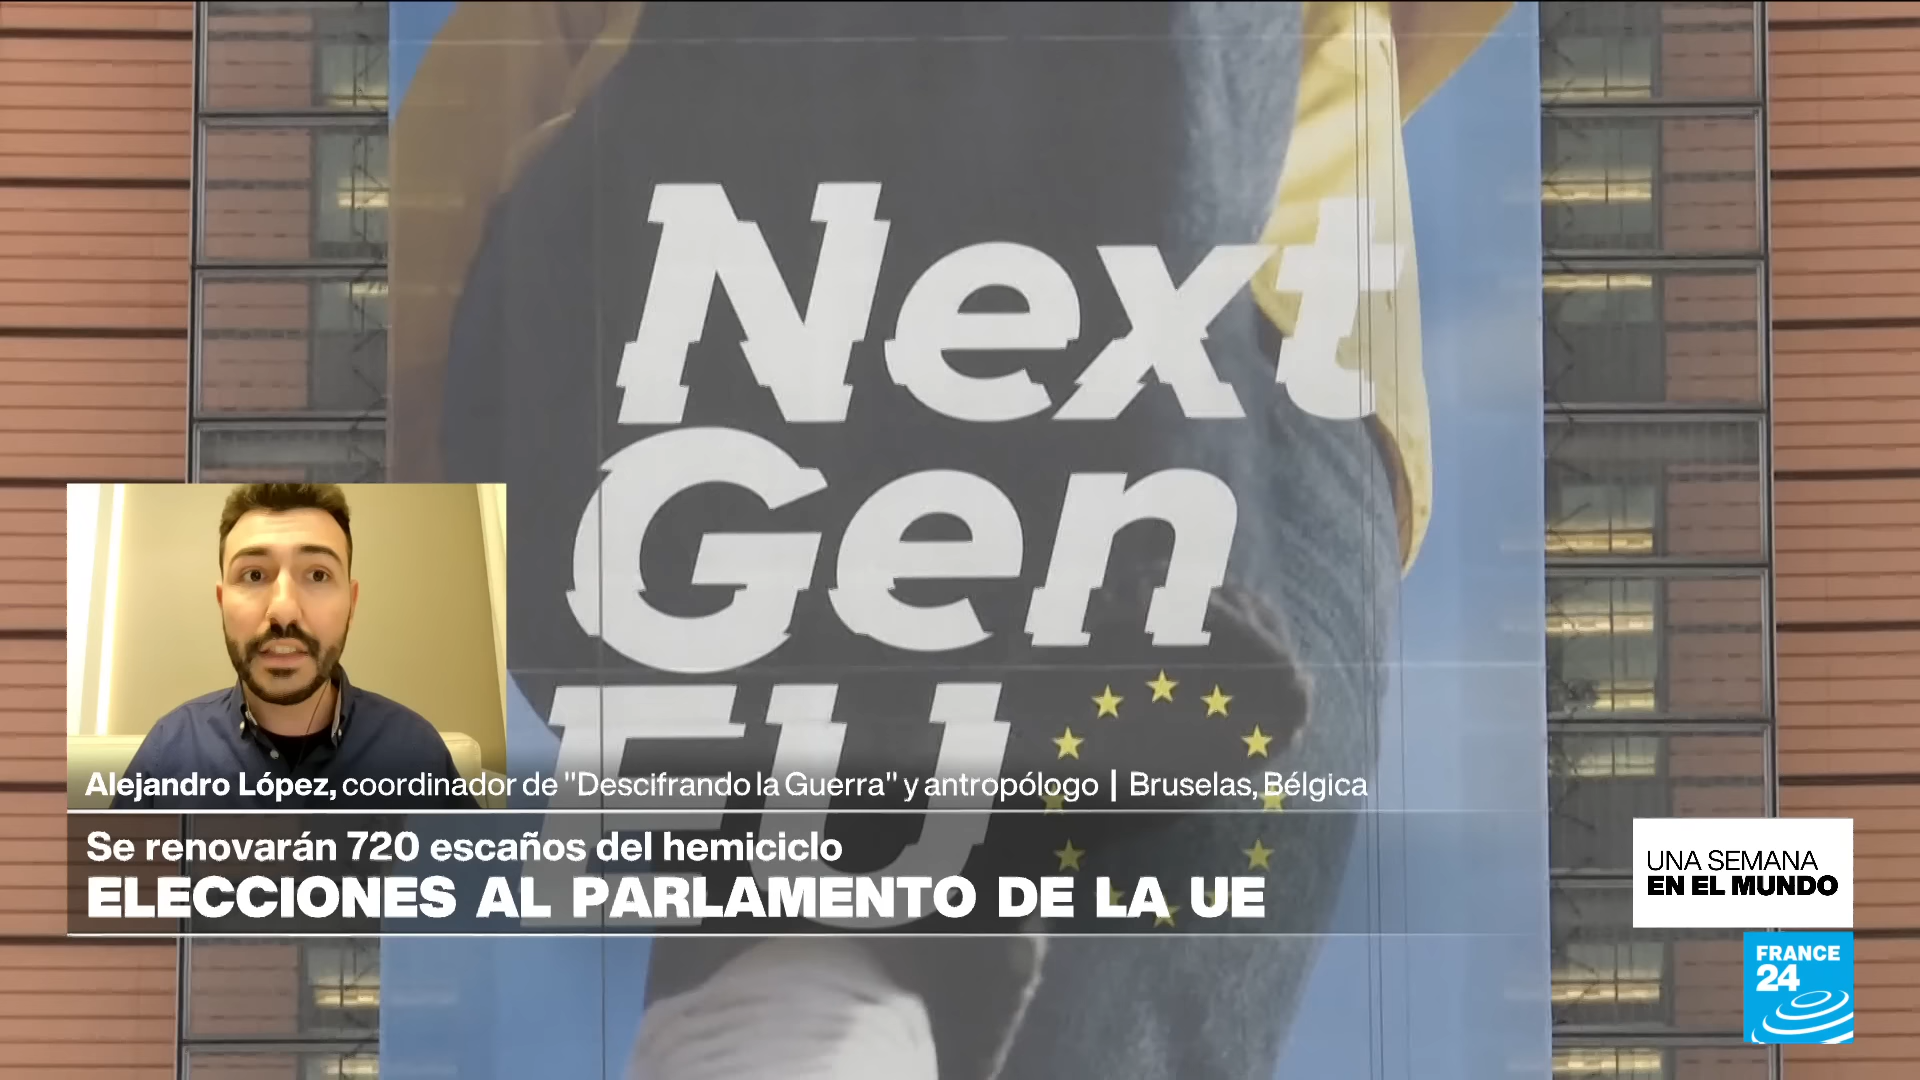 Next
Gen
EU
Alejandro López, coordinador de "Descifrando la Guerra" y antropólogo | Bruselas, Bélgica
Se renovarán 720 escaños del hemiciclo
ELECCIONES AL PARLAMENTO DE LA UE
UNA SEMANA
EN EL MUNDO
FRANCE
24